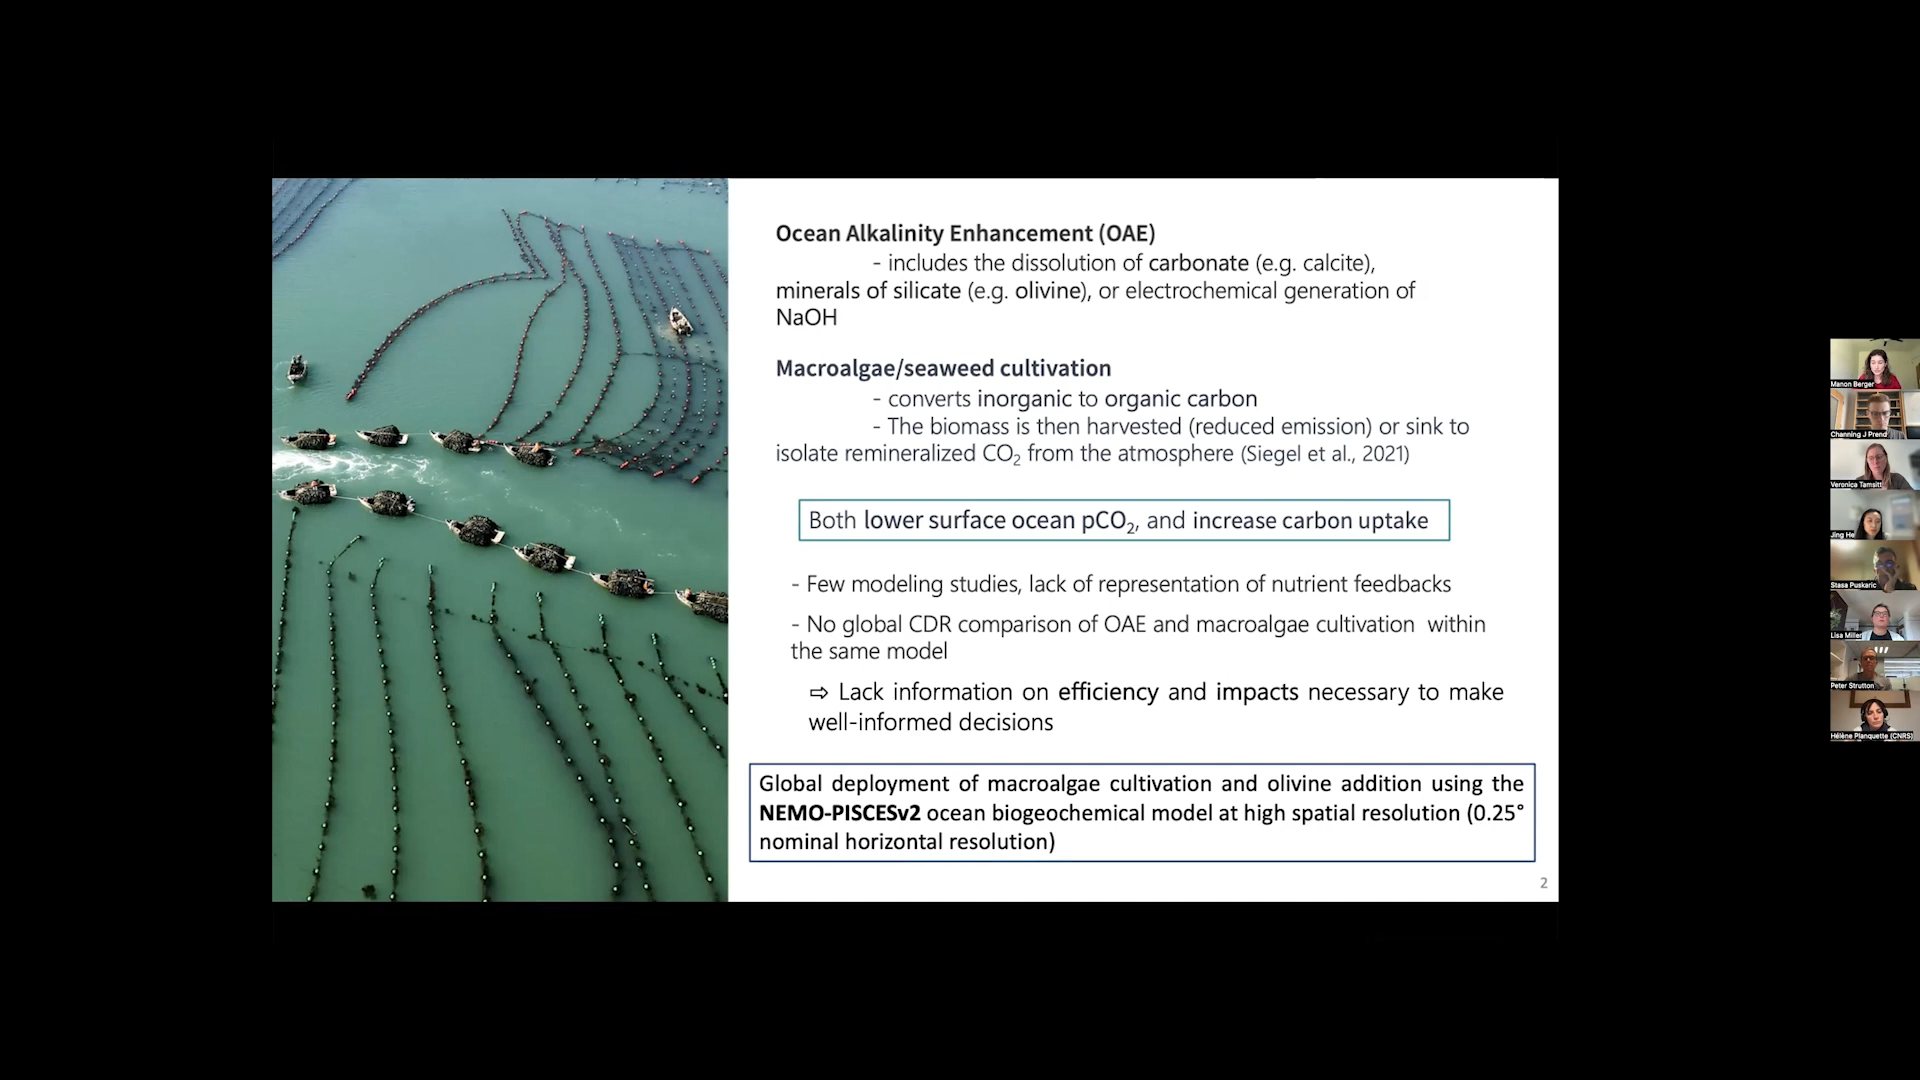 Ocean Alkalinity Enhancement (OAE)
- includes the dissolution of carbonate (e.g. calcite),
minerals of silicate (e.g. olivine), or electrochemical generation of
NaOH
Macroalgae/seaweed cultivation
- converts inorganic to organic carbon
- The biomass is then harvested (reduced emission) or sink to
isolate remineralized CO₂ from the atmosphere (Siegel et al., 2021)
Both lower surface ocean pCO₂, and increase carbon uptake
- Few modeling studies, lack of representation of nutrient feedbacks
- No global CDR comparison of OAE and macroalgae cultivation within
the same model
⇨ Lack information on efficiency and impacts necessary to make
well-informed decisions
Global deployment of macroalgae cultivation and olivine addition using the
NEMO-PISCESv2 ocean biogeochemical model at high spatial resolution (0.25°
nominal horizontal resolution)
2
Manon Berger
Channing J Prend
Veronica Tamsitt
Jing He
Stasa Puskaric
Lisa Miller
Peter Strutton
Hélène Planquette (CNRS)